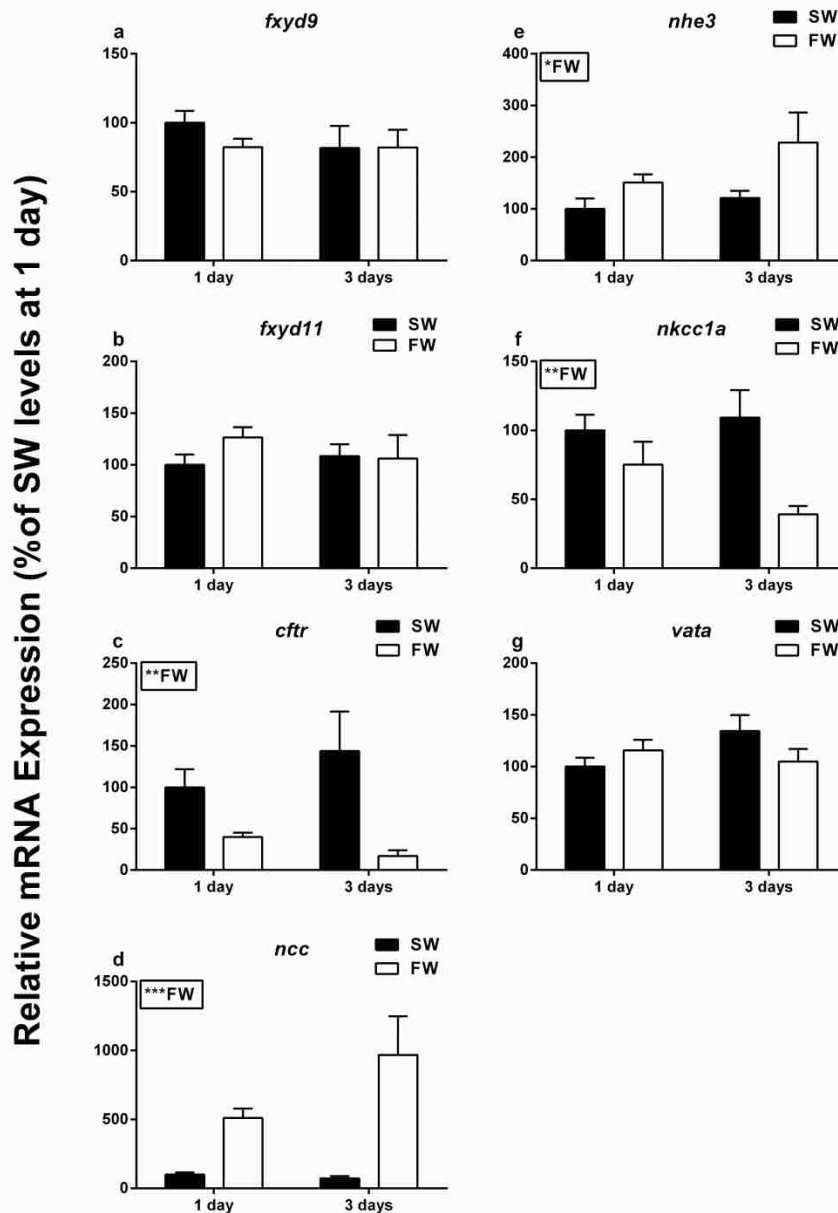 Relative mRNA Expression (%of SW levels at 1 day)
a
fxyd9
150
100
50
0
1 day
3 days
b
fxyd11
SW
FW
200
150
100
50
0
1 day
3 days
c
cftr
SW
FW
**FW
250
200
150
100
50
0
1 day
3 days
d
ncc
SW
FW
***FW
1500
1000
500
0
1 day
3 days
e
nhe3
SW
FW
*FW
400
300
200
100
0
1 day
3 days
f
nkcc1a
SW
FW
**FW
150
100
50
0
1 day
3 days
g
vata
SW
FW
200
150
100
50
0
1 day
3 days